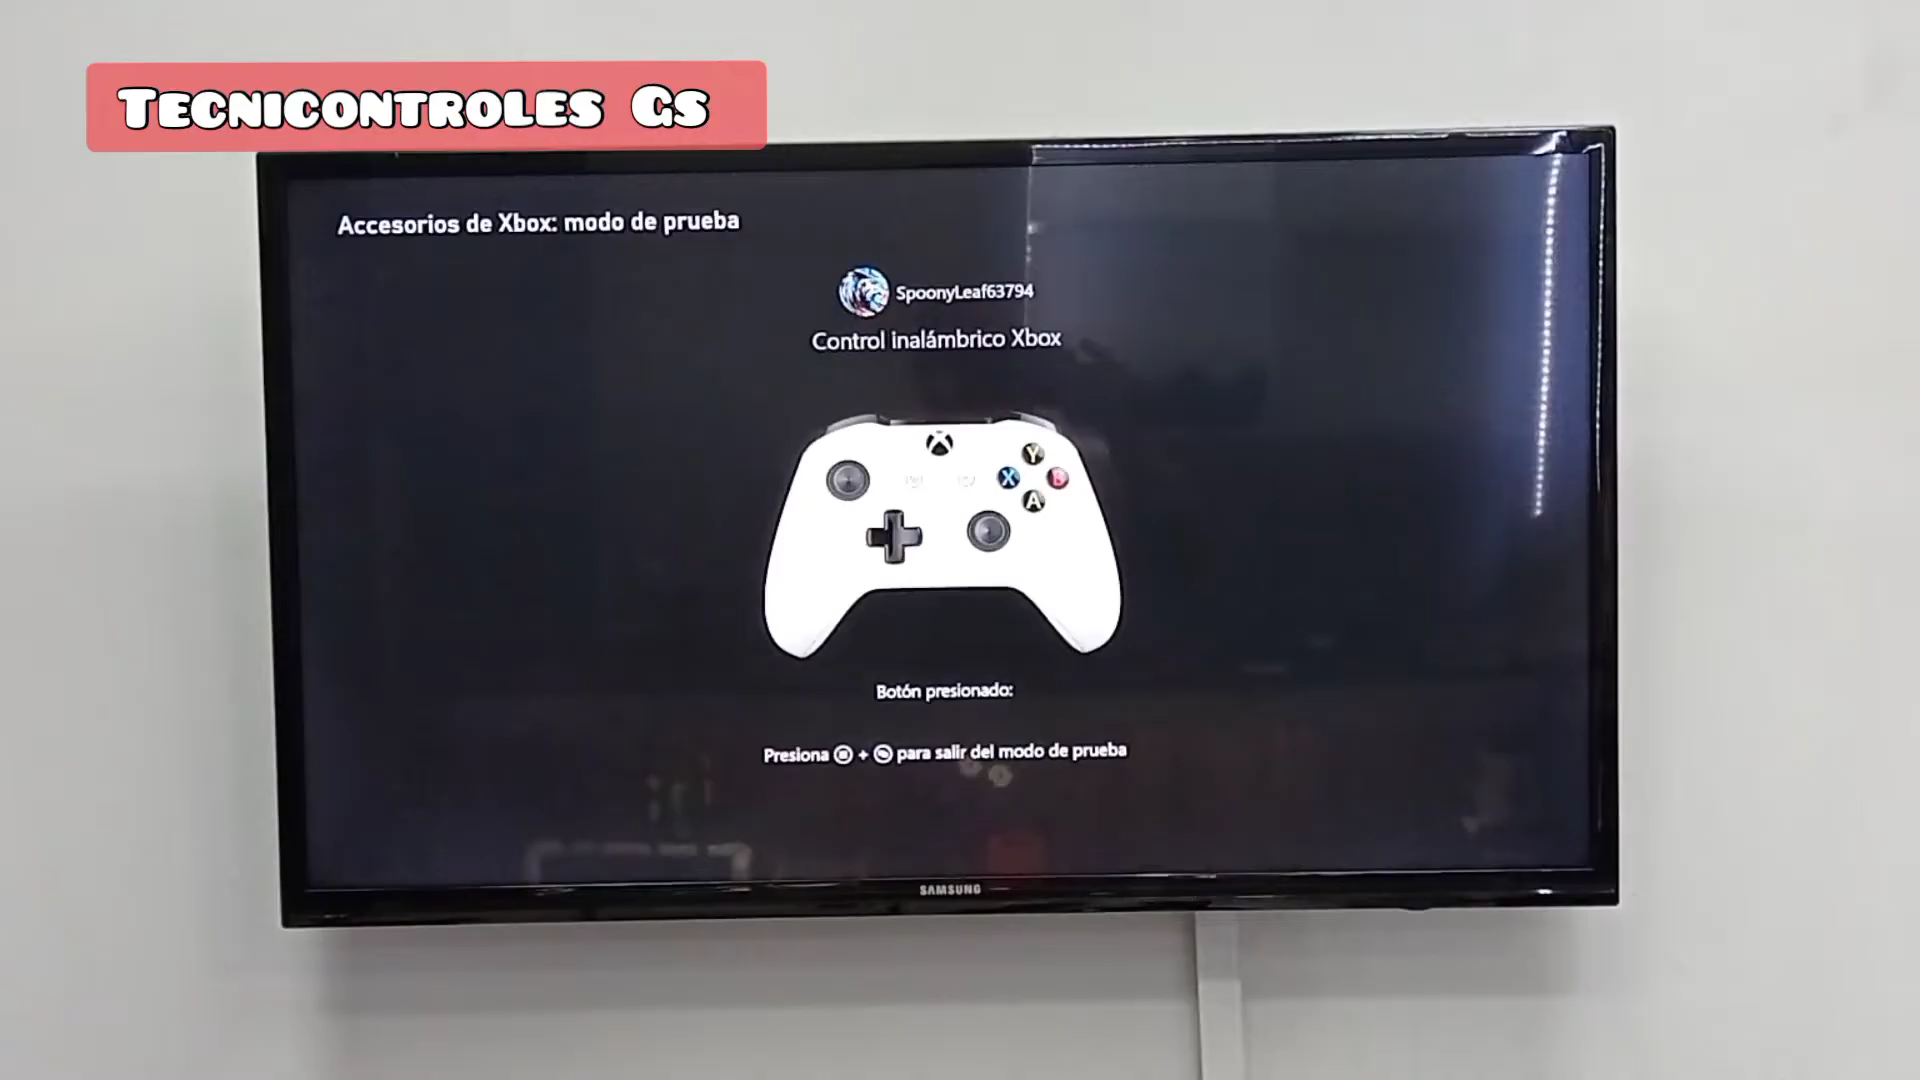 Tecnicontroles Gs
Accesorios de Xbox: modo de prueba
SpoonyLeaf63794
Control inalámbrico Xbox
Y
X B
A
Botón presionado:
Presiona + para salir del modo de prueba
SAMSUNG